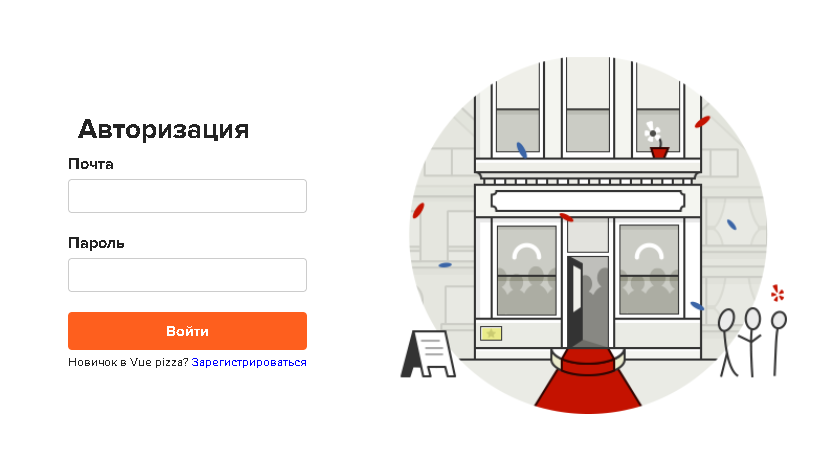 Авторизация
Почта
Пароль
Войти
Новичок в Vue pizza? Зарегистрироваться